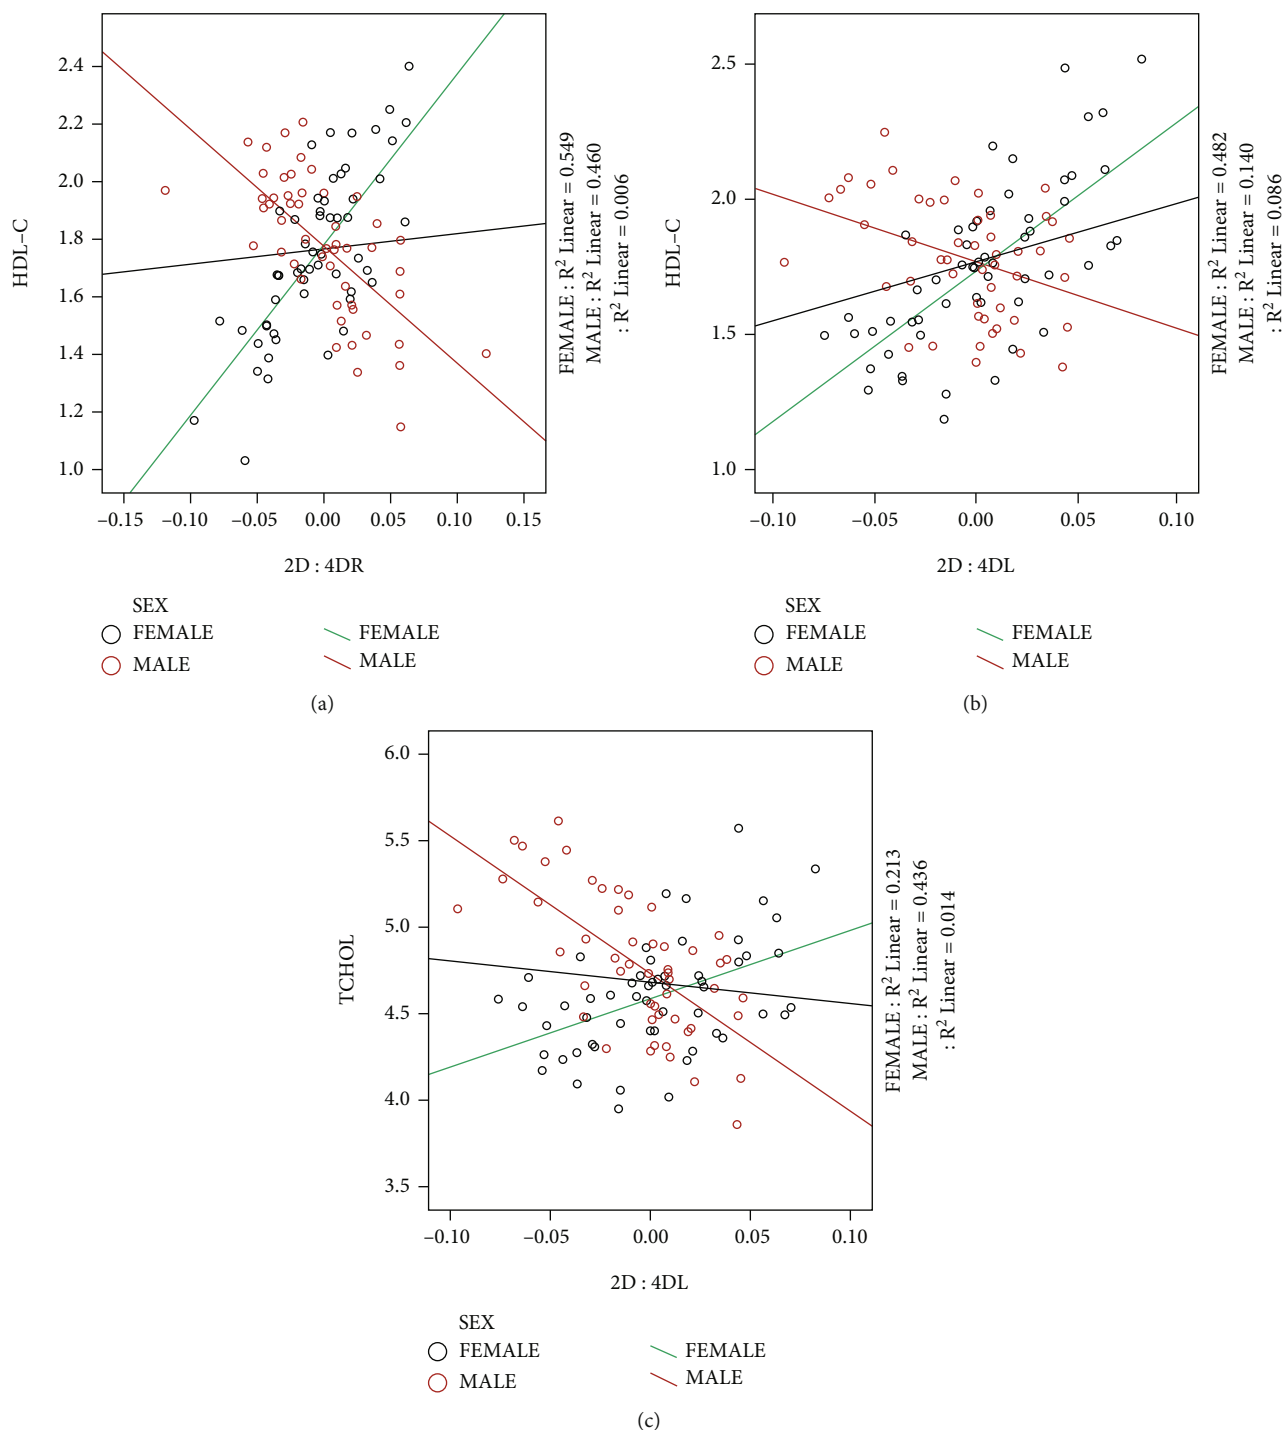 2.4
2.2
2.0
1.8
1.6
1.4
1.2
1.0
HDL–C
−0.15 −0.10 −0.05 0.00 0.05 0.10 0.15
2D : 4DR
FEMALE : R² Linear = 0.549
MALE : R² Linear = 0.460
: R² Linear = 0.006
SEX
FEMALE FEMALE
MALE MALE
(a)
2.5
2.0
1.5
1.0
HDL–C
−0.10 −0.05 0.00 0.05 0.10
2D : 4DL
FEMALE : R² Linear = 0.482
MALE : R² Linear = 0.140
: R² Linear = 0.086
SEX
FEMALE FEMALE
MALE MALE
(b)
6.0
5.5
5.0
4.5
4.0
3.5
TCHOL
−0.10 −0.05 0.00 0.05 0.10
2D : 4DL
FEMALE : R² Linear = 0.213
MALE : R² Linear = 0.436
: R² Linear = 0.014
SEX
FEMALE FEMALE
MALE MALE
(c)